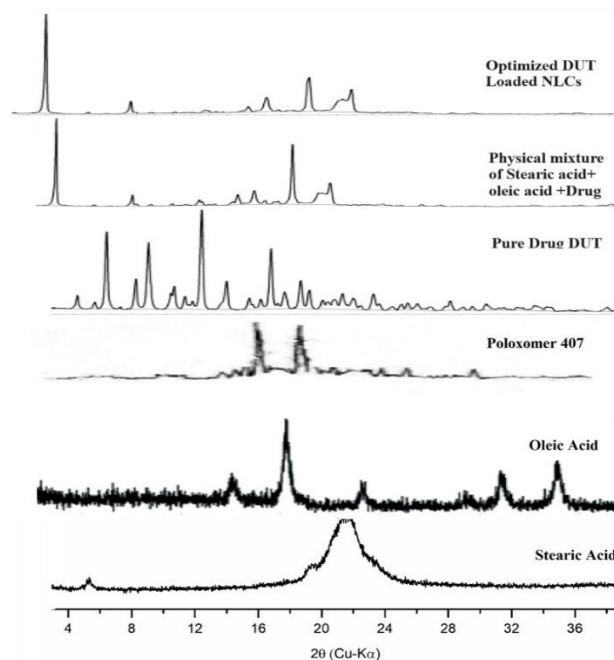 Optimized DUT
Loaded NLCs
Physical mixture
of Stearic acid+
oleic acid +Drug
Pure Drug DUT
Poloxomer 407
Oleic Acid
Stearic Acid
4 8 12 16 20 24 28 32 36
2θ (Cu-Kα)